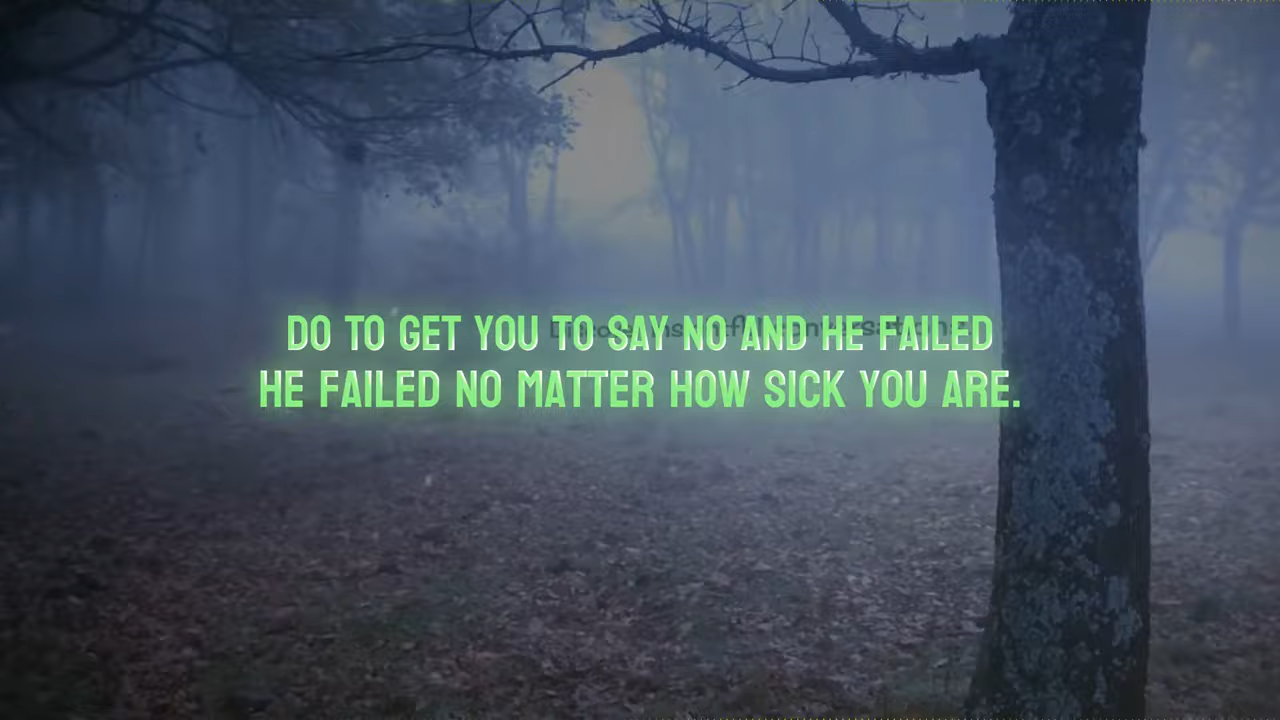 DO TO GET YOU TO SAY NO AND HE FAILED
HE FAILED NO MATTER HOW SICK YOU ARE.